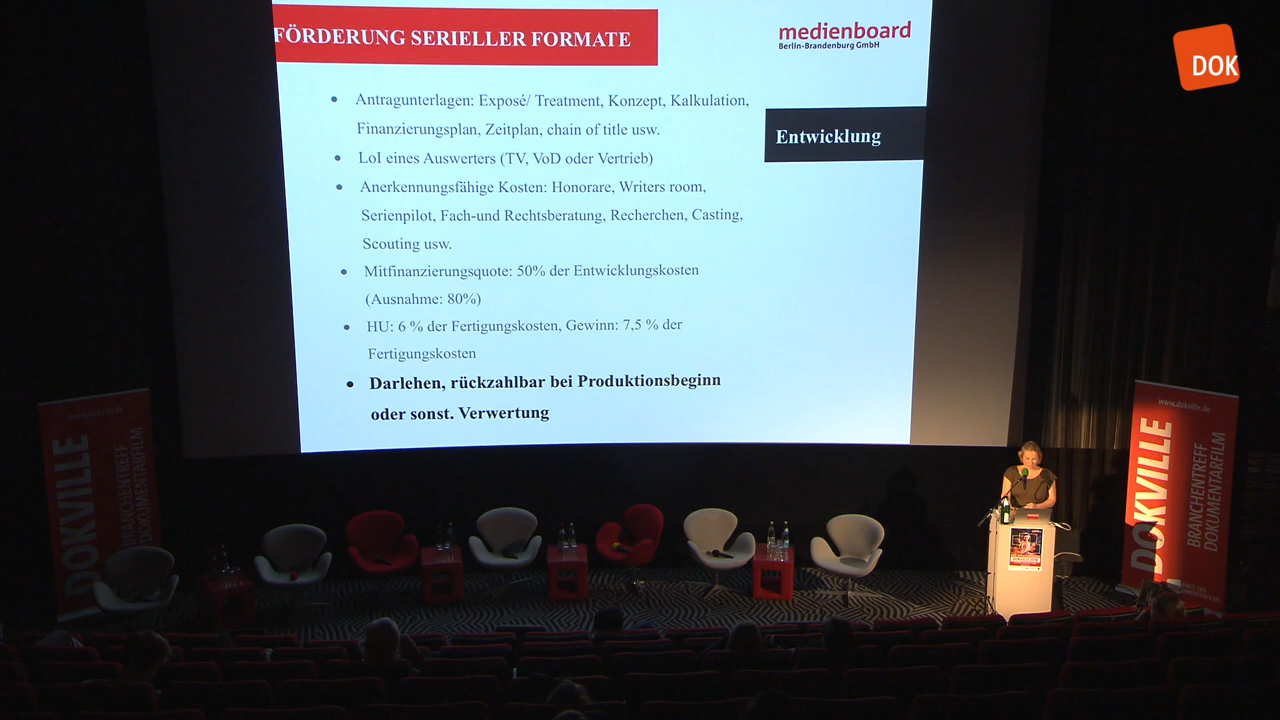 FÖRDERUNG SERIELLER FORMATE
medienboard
Berlin-Brandenburg GmbH
DOK
Entwicklung
Antragunterlagen: Exposé/ Treatment, Konzept, Kalkulation,
Finanzierungsplan, Zeitplan, chain of title usw.
LoI eines Auswerters (TV, VoD oder Vertrieb)
Anerkennungsfähige Kosten: Honorare, Writers room,
Serienpilot, Fach-und Rechtsberatung, Recherchen, Casting,
Scouting usw.
Mitfinanzierungsquote: 50% der Entwicklungskosten
(Ausnahme: 80%)
HU: 6 % der Fertigungskosten, Gewinn: 7,5 % der
Fertigungskosten
Darlehen, rückzahlbar bei Produktionsbeginn
oder sonst. Verwertung
www.dokville.de
DOKVILLE
BRANCHENTREFF
DOKUMENTARFILM
www.dokville.de
DOKVILLE
BRANCHENTREFF
DOKUMENTARFILM